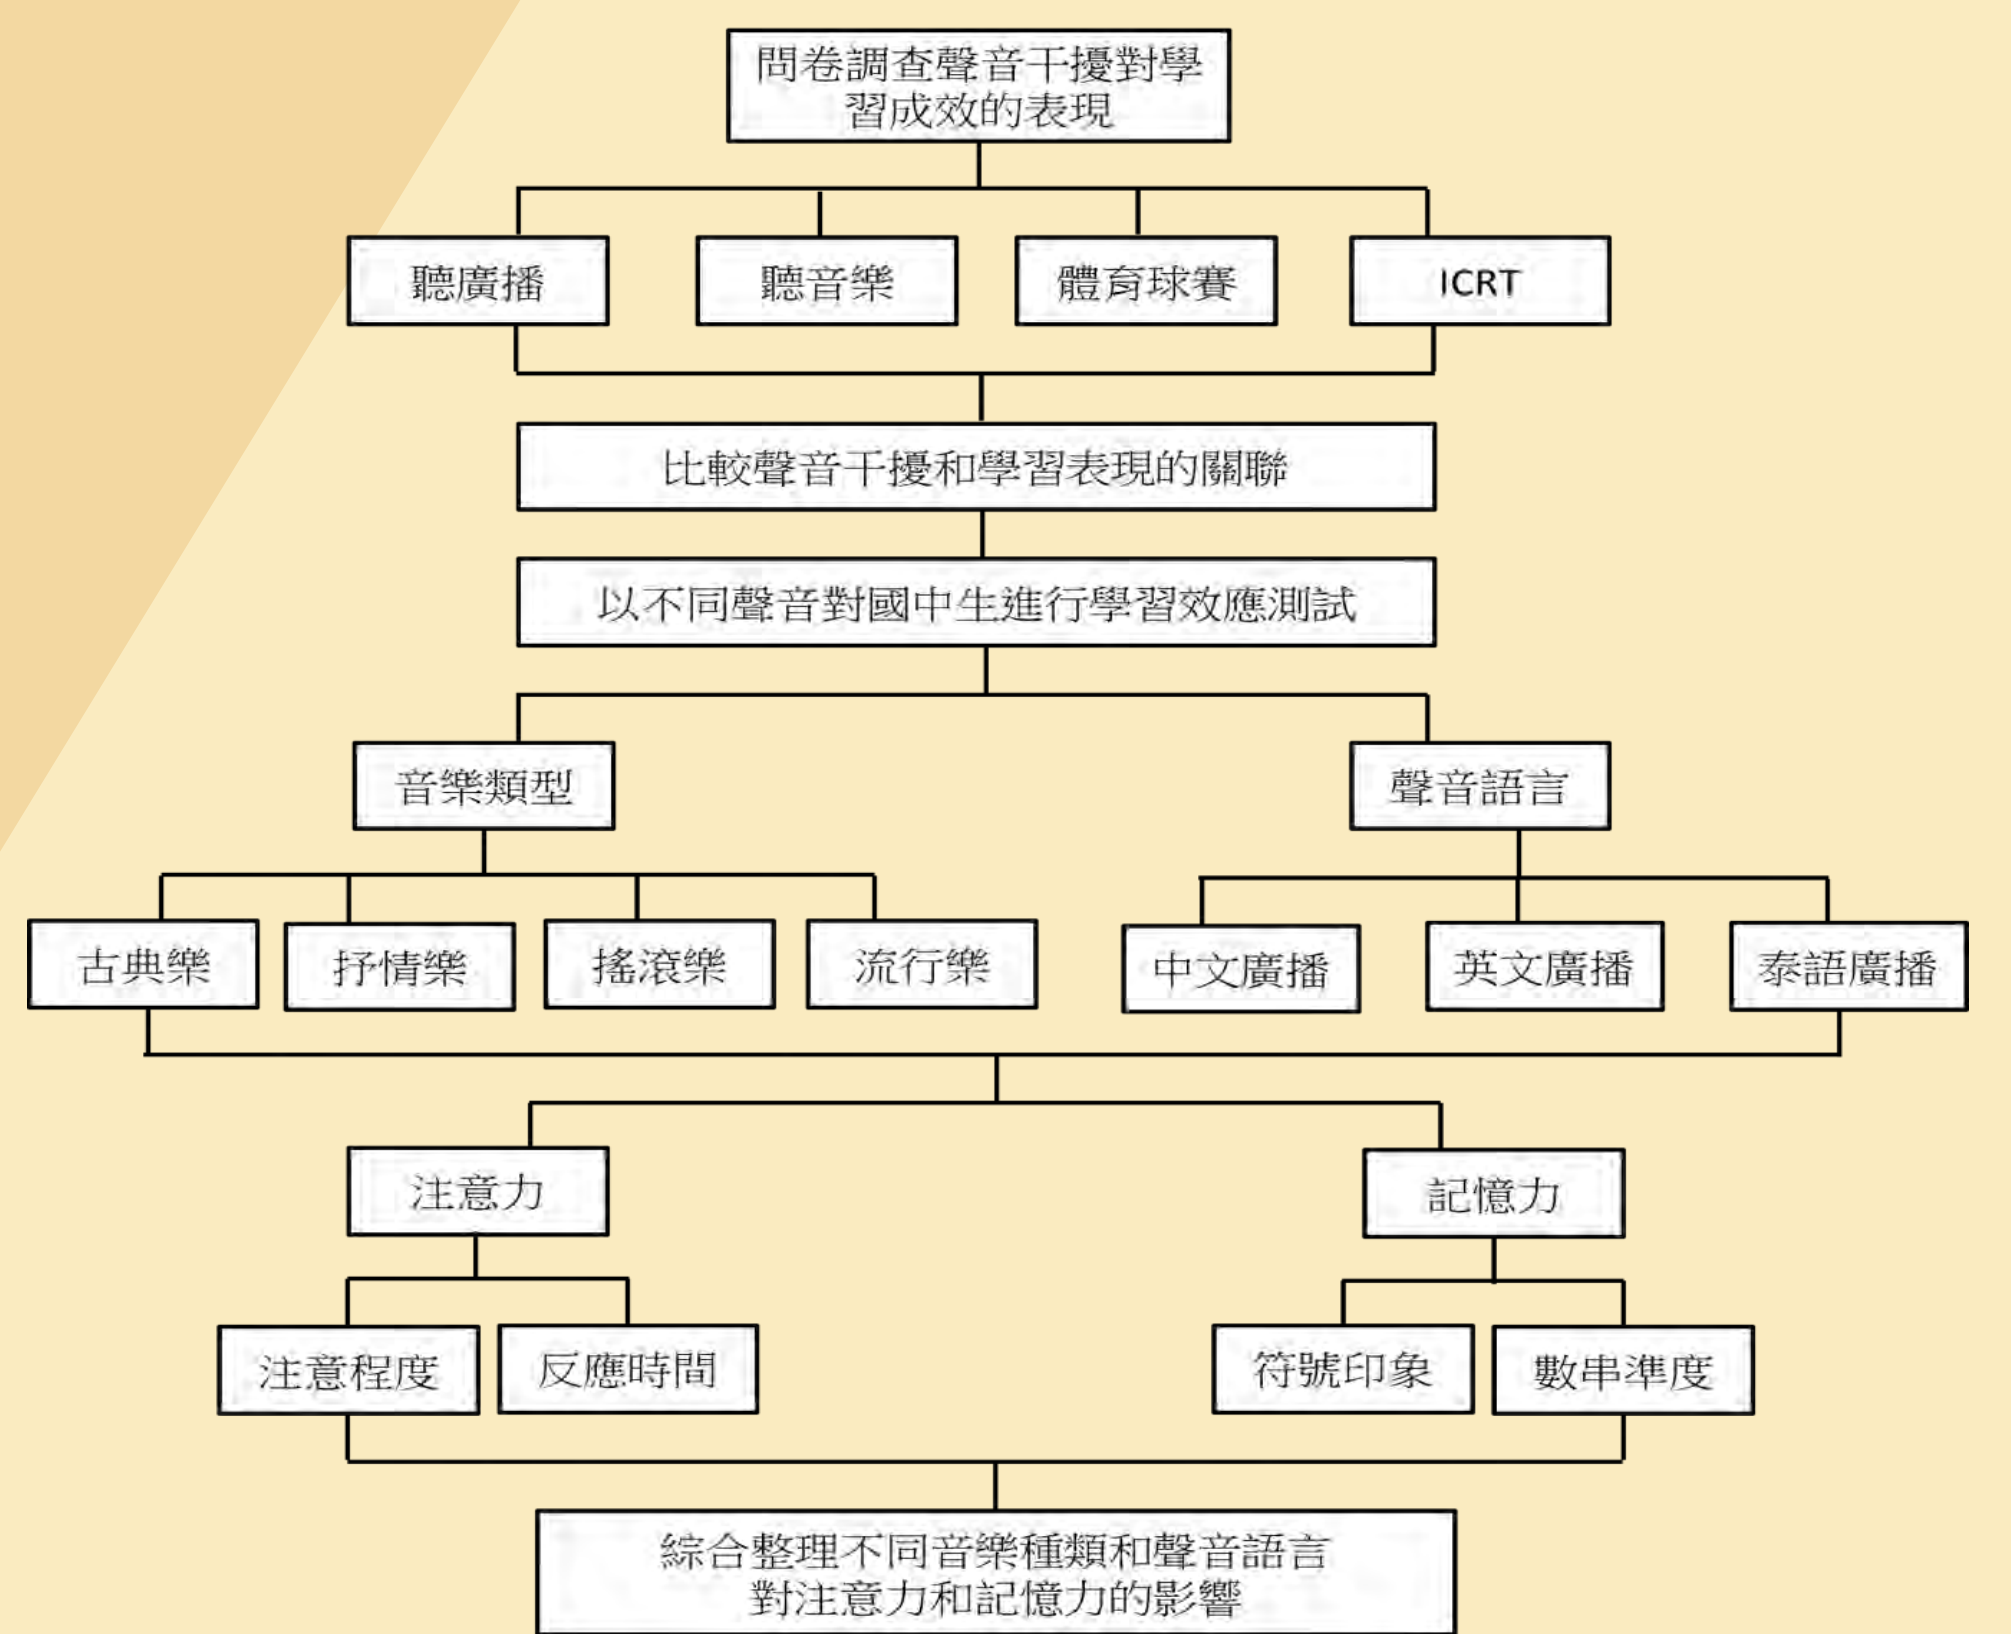 問卷調查聲音干擾對學
習成效的表現
聽廣播
聽音樂
體育球賽
ICRT
比較聲音干擾和學習表現的關聯
以不同聲音對國中生進行學習效應測試
音樂類型
聲音語言
古典樂
抒情樂
搖滾樂
流行樂
中文廣播
英文廣播
泰語廣播
注意力
記憶力
注意程度
反應時間
符號印象
數串準度
綜合整理不同音樂種類和聲音語言
對注意力和記憶力的影響